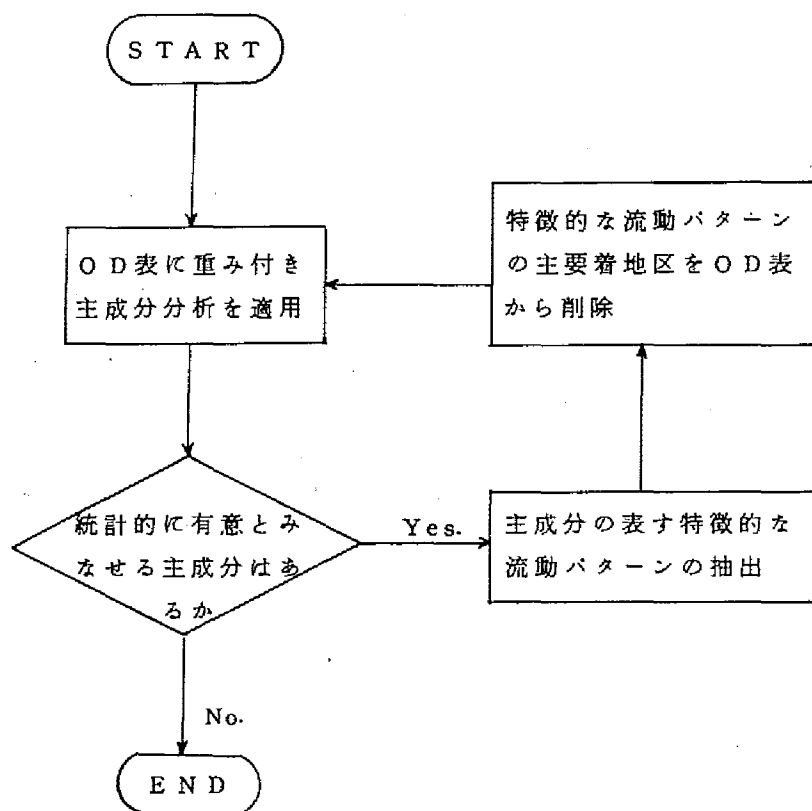 START
OD表に重み付き
主成分分析を適用
統計的に有意とみ
なせる主成分はあ
るか
Yes.
主成分の表す特徴的な
流動パターンの抽出
特徴的な流動パターン
の主要着地区をOD表
から削除
No.
END